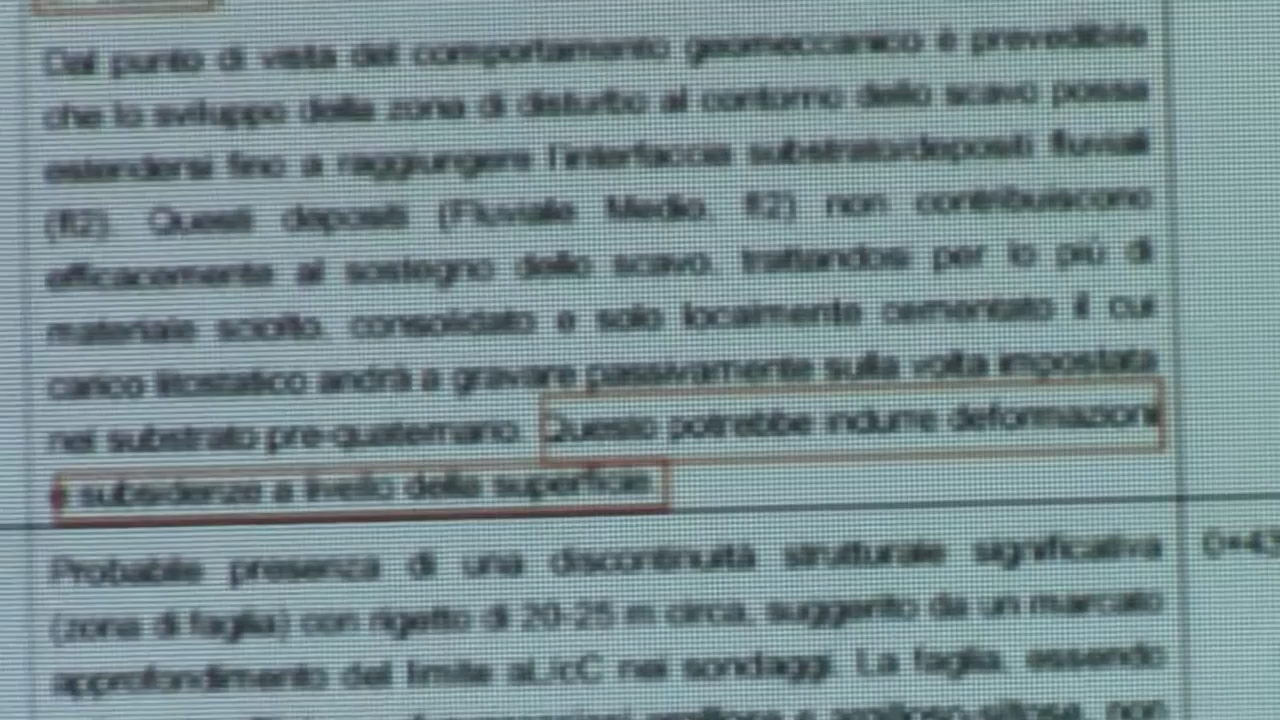 Dal punto di vista del comportamento geomeccanico è prevedibile
che lo sviluppo della zona di disturbo al contorno dello scavo possa
estendersi fino a raggiungere l'interfaccia substrato/depositi fluviali
(fl2). Questi depositi (Fluviale Medio fl2) non contribuiscono
efficacemente al sostegno dello scavo, trattandosi per lo più di
materiale sciolto, consolidato e solo localmente cementato il cui
carico litostatico andrà a gravare passivamente sulla volta impostata
nel substrato pre-quaternario. Questo potrebbe indurre deformazioni
e subsidenze a livello della superficie.
Probabile presenza di una discontinuità strutturale significativa
(zona di faglia) con rigetto di 20-25 m circa, suggerito da un marcato
approfondimento del limite aL/cC nei sondaggi. La faglia, essendo
non